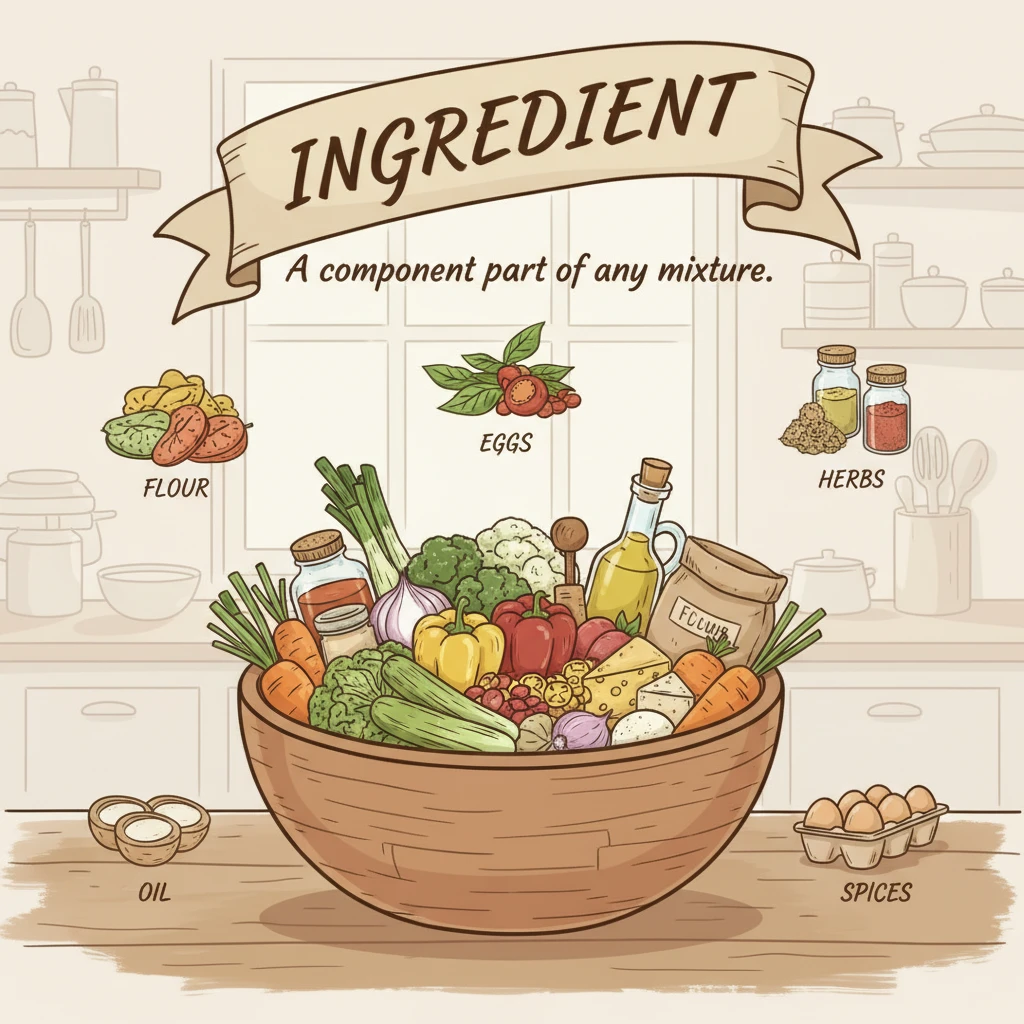 INGREDIENT
A component part of any mixture.
EGGS
HERBS
FLOUR
OIL
SPICES